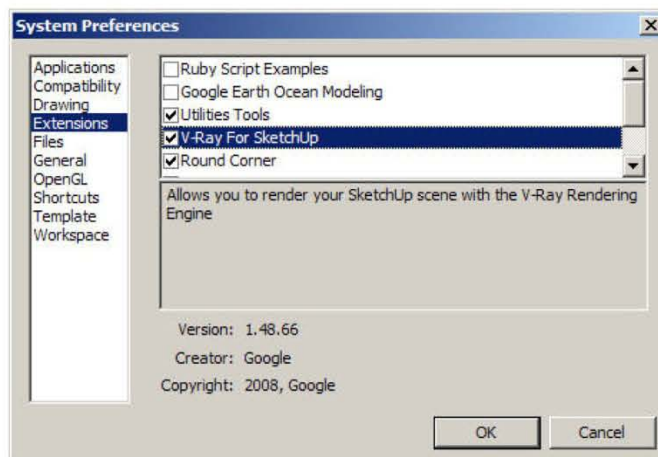 System Preferences
Applications
Compatibility
Drawing
Extensions
Files
General
OpenGL
Shortcuts
Template
Workspace
Ruby Script Examples
Google Earth Ocean Modeling
Utilities Tools
V-Ray For SketchUp
Round Corner
Allows you to render your SketchUp scene with the V-Ray Rendering
Engine
Version: 1.48.66
Creator: Google
Copyright: 2008, Google
OK Cancel